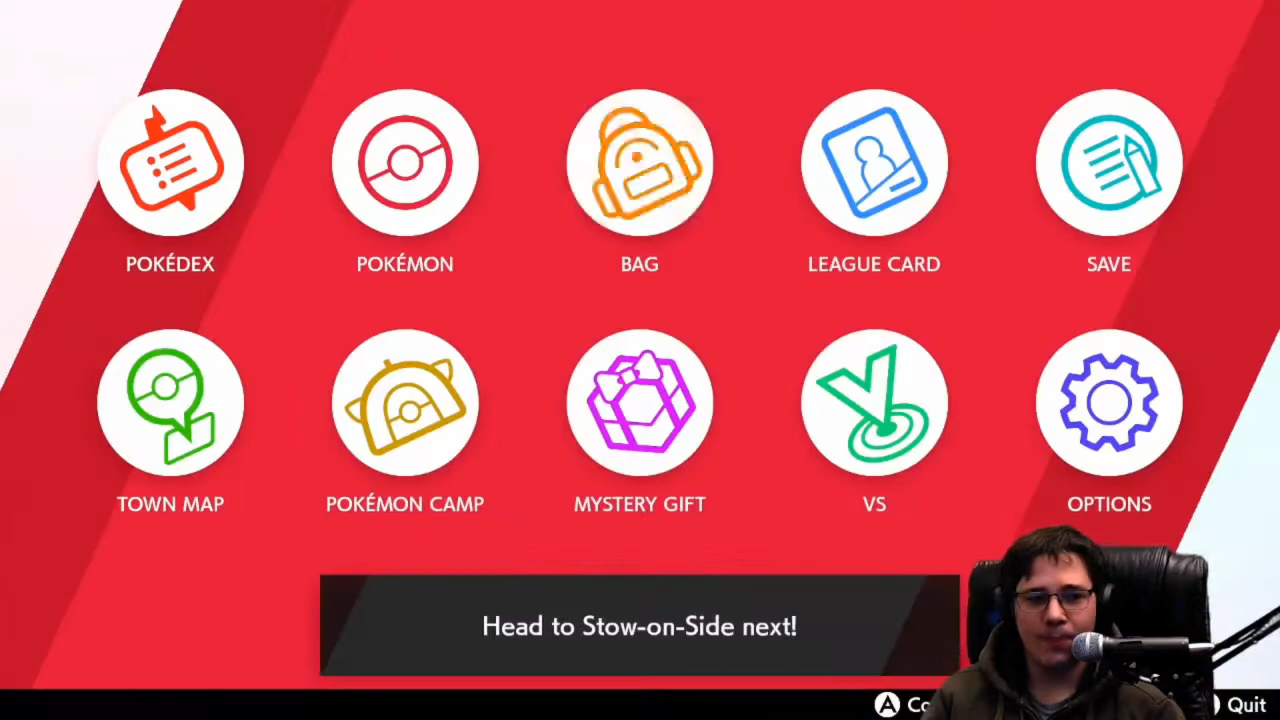 POKÉDEX
POKÉMON
BAG
LEAGUE CARD
SAVE
TOWN MAP
POKÉMON CAMP
MYSTERY GIFT
VS
OPTIONS
Head to Stow-on-Side next!
A
Quit